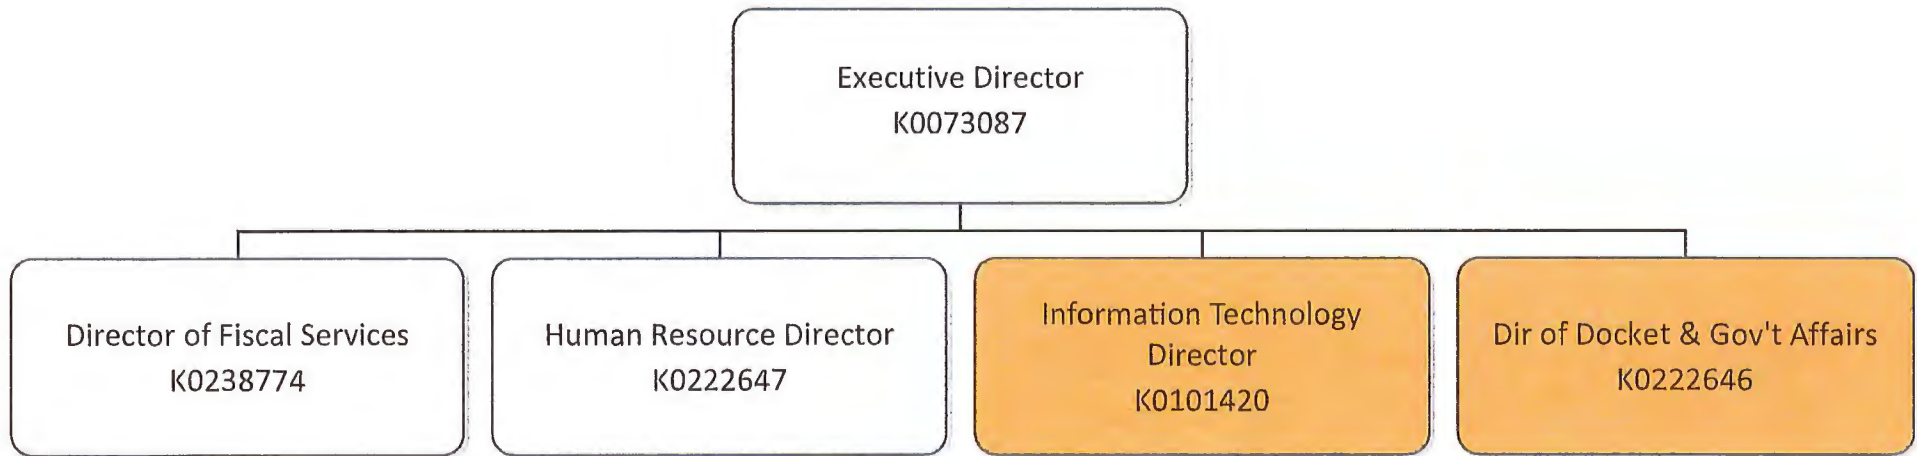 Executive Director
K0073087
Director of Fiscal Services
K0238774
Human Resource Director
K0222647
Information Technology
Director
K0101420
Dir of Docket & Gov't Affairs
K0222646